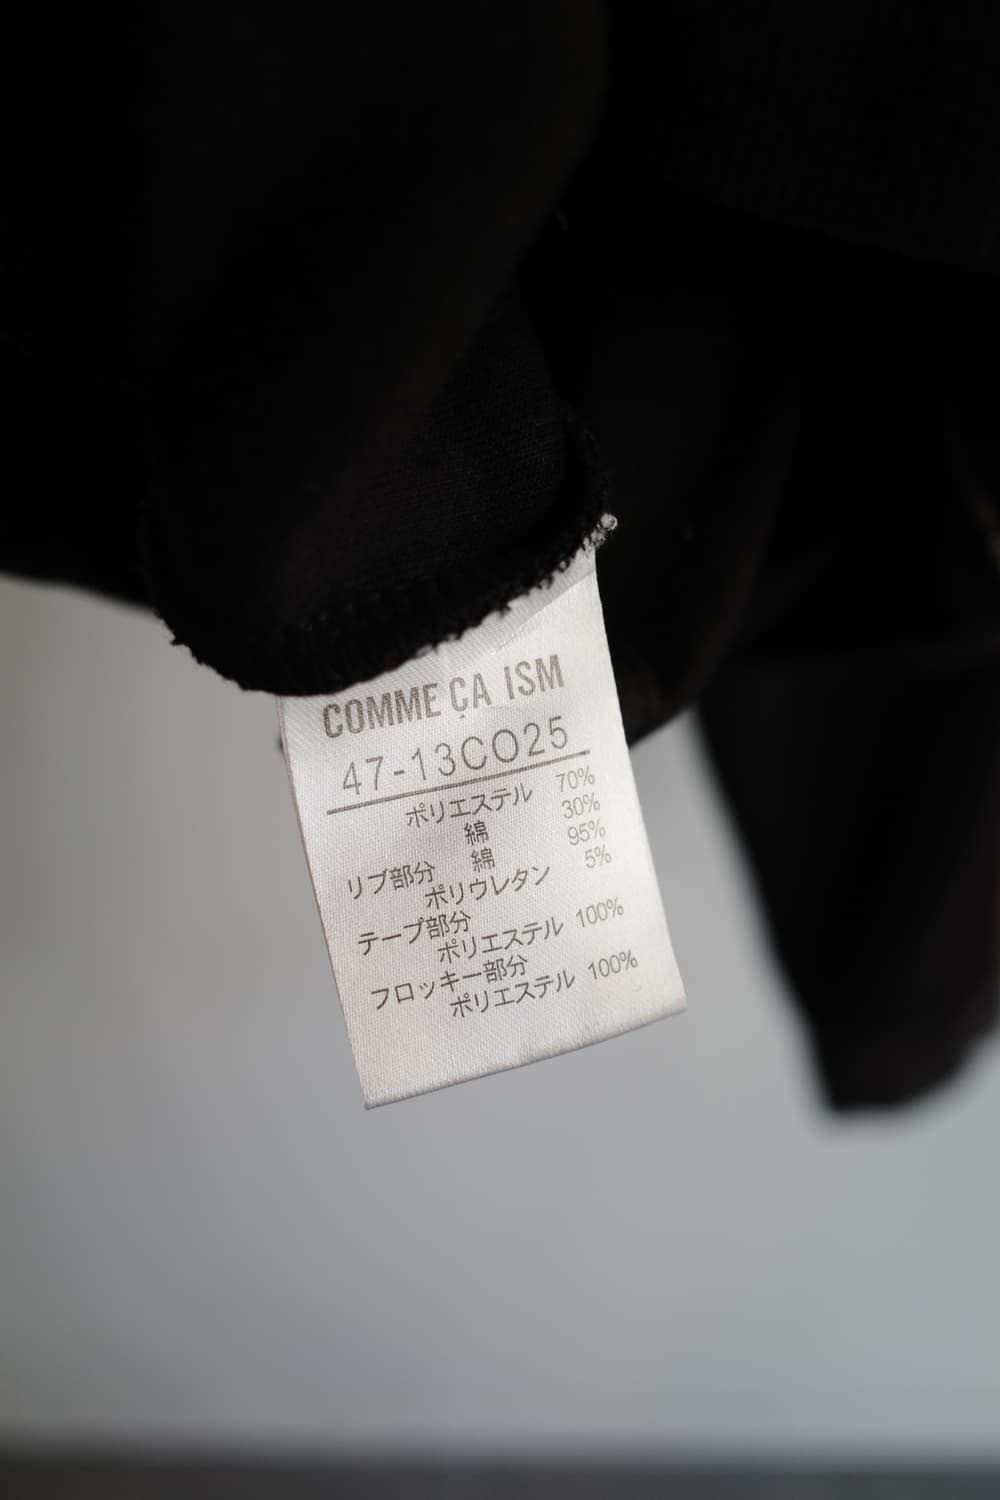 COMME ÇA ISM
47-13CO25
ポリエステル 70%
綿 30%
リブ部分 綿 95%
ポリウレタン 5%
テープ部分
ポリエステル 100%
フロッキー部分
ポリエステル 100%